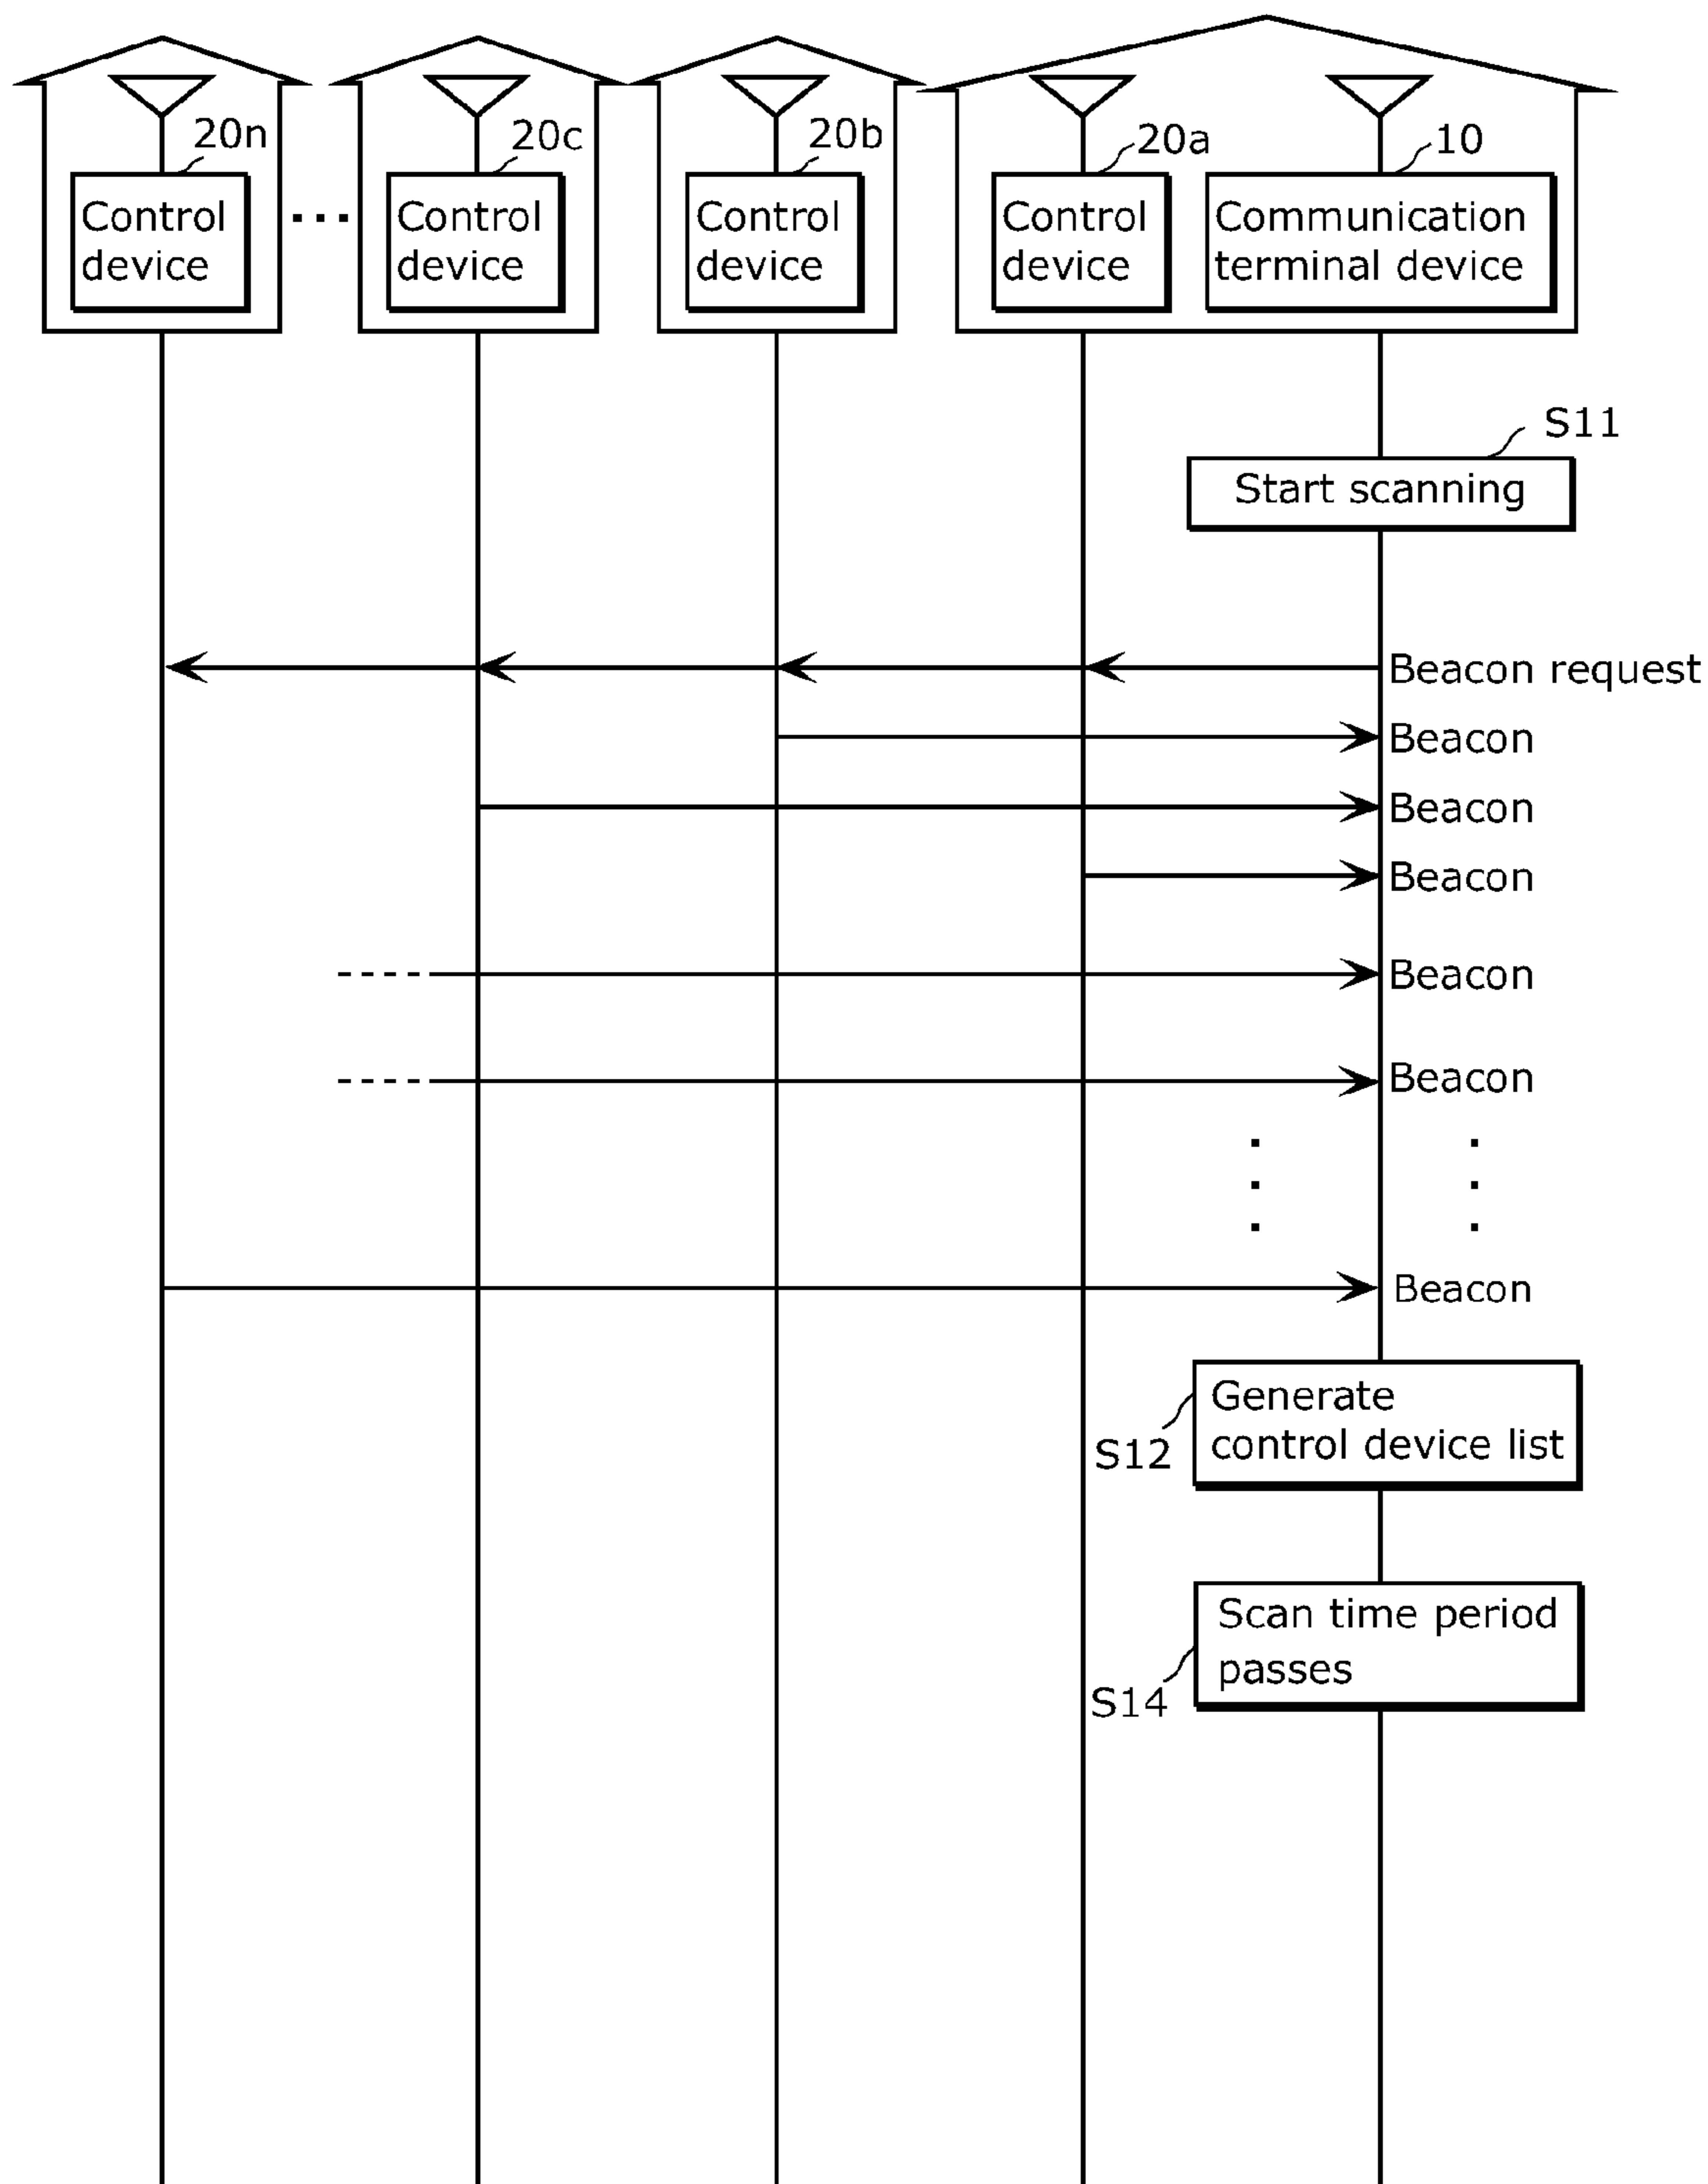 20n
20c
20b
20a
10
Control
device
...
Control
device
Control
device
Control
device
Communication
terminal device
S11
Start scanning
Beacon request
Beacon
Beacon
Beacon
Beacon
Beacon
Beacon
Generate
control device list
S12
Scan time period
passes
S14